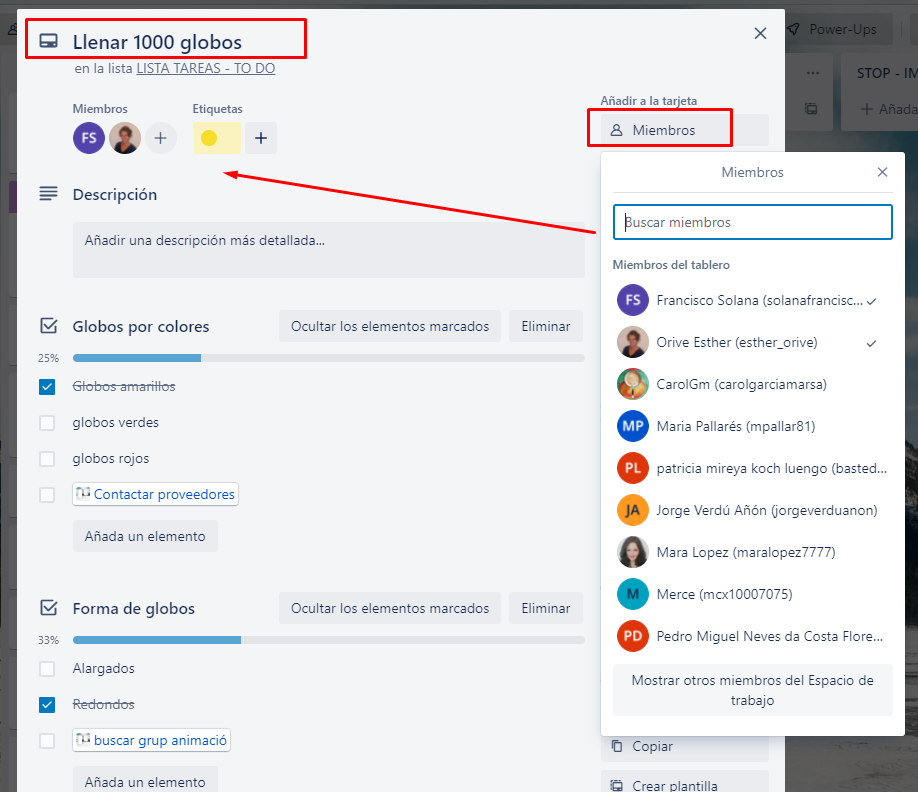 Power-Ups
STOP - IM
Añada
Llenar 1000 globos
en la lista LISTA TAREAS - TO DO
Miembros
Etiquetas
FS
Añadir a la tarjeta
Miembros
Descripción
Añadir una descripción más detallada...
Globos por colores
Ocultar los elementos marcados
Eliminar
25%
Globos amarillos
globos verdes
globos rojos
Contactar proveedores
Añada un elemento
Forma de globos
Ocultar los elementos marcados
Eliminar
33%
Alargados
Redondos
buscar grup animació
Añada un elemento
Miembros
Buscar miembros
Miembros del tablero
FS Francisco Solana (solanafrancisc...
Orive Esther (esther_orive)
CarolGm (carolgarciamarsa)
MP Maria Pallarés (mpallar81)
PL patricia mireya koch luengo (basted...
JA Jorge Verdú Añón (jorgeverduanon)
Mara Lopez (maralopez7777)
M Merce (mcx10007075)
PD Pedro Miguel Neves da Costa Flore...
Mostrar otros miembros del Espacio de
trabajo
Copiar
Crear plantilla